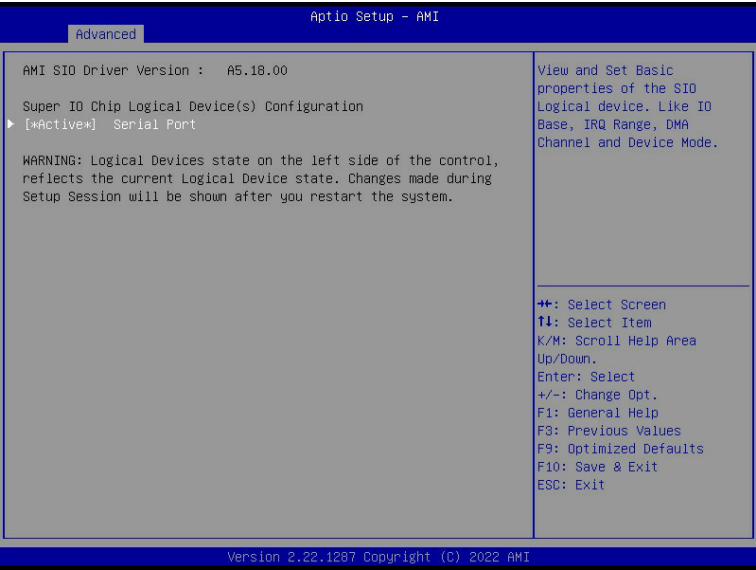 Aptio Setup – AMI
Advanced
AMI SIO Driver Version : A5.18.00
Super IO Chip Logical Device(s) Configuration
[*Active*] Serial Port
WARNING: Logical Devices state on the left side of the control,
reflects the current Logical Device state. Changes made during
Setup Session will be shown after you restart the system.
View and Set Basic
properties of the SIO
Logical device. Like IO
Base, IRQ Range, DMA
Channel and Device Mode.
→←: Select Screen
↑↓: Select Item
K/M: Scroll Help Area
Up/Down.
Enter: Select
+/-: Change Opt.
F1: General Help
F3: Previous Values
F9: Optimized Defaults
F10: Save & Exit
ESC: Exit
Version 2.22.1287 Copyright (C) 2022 AMI